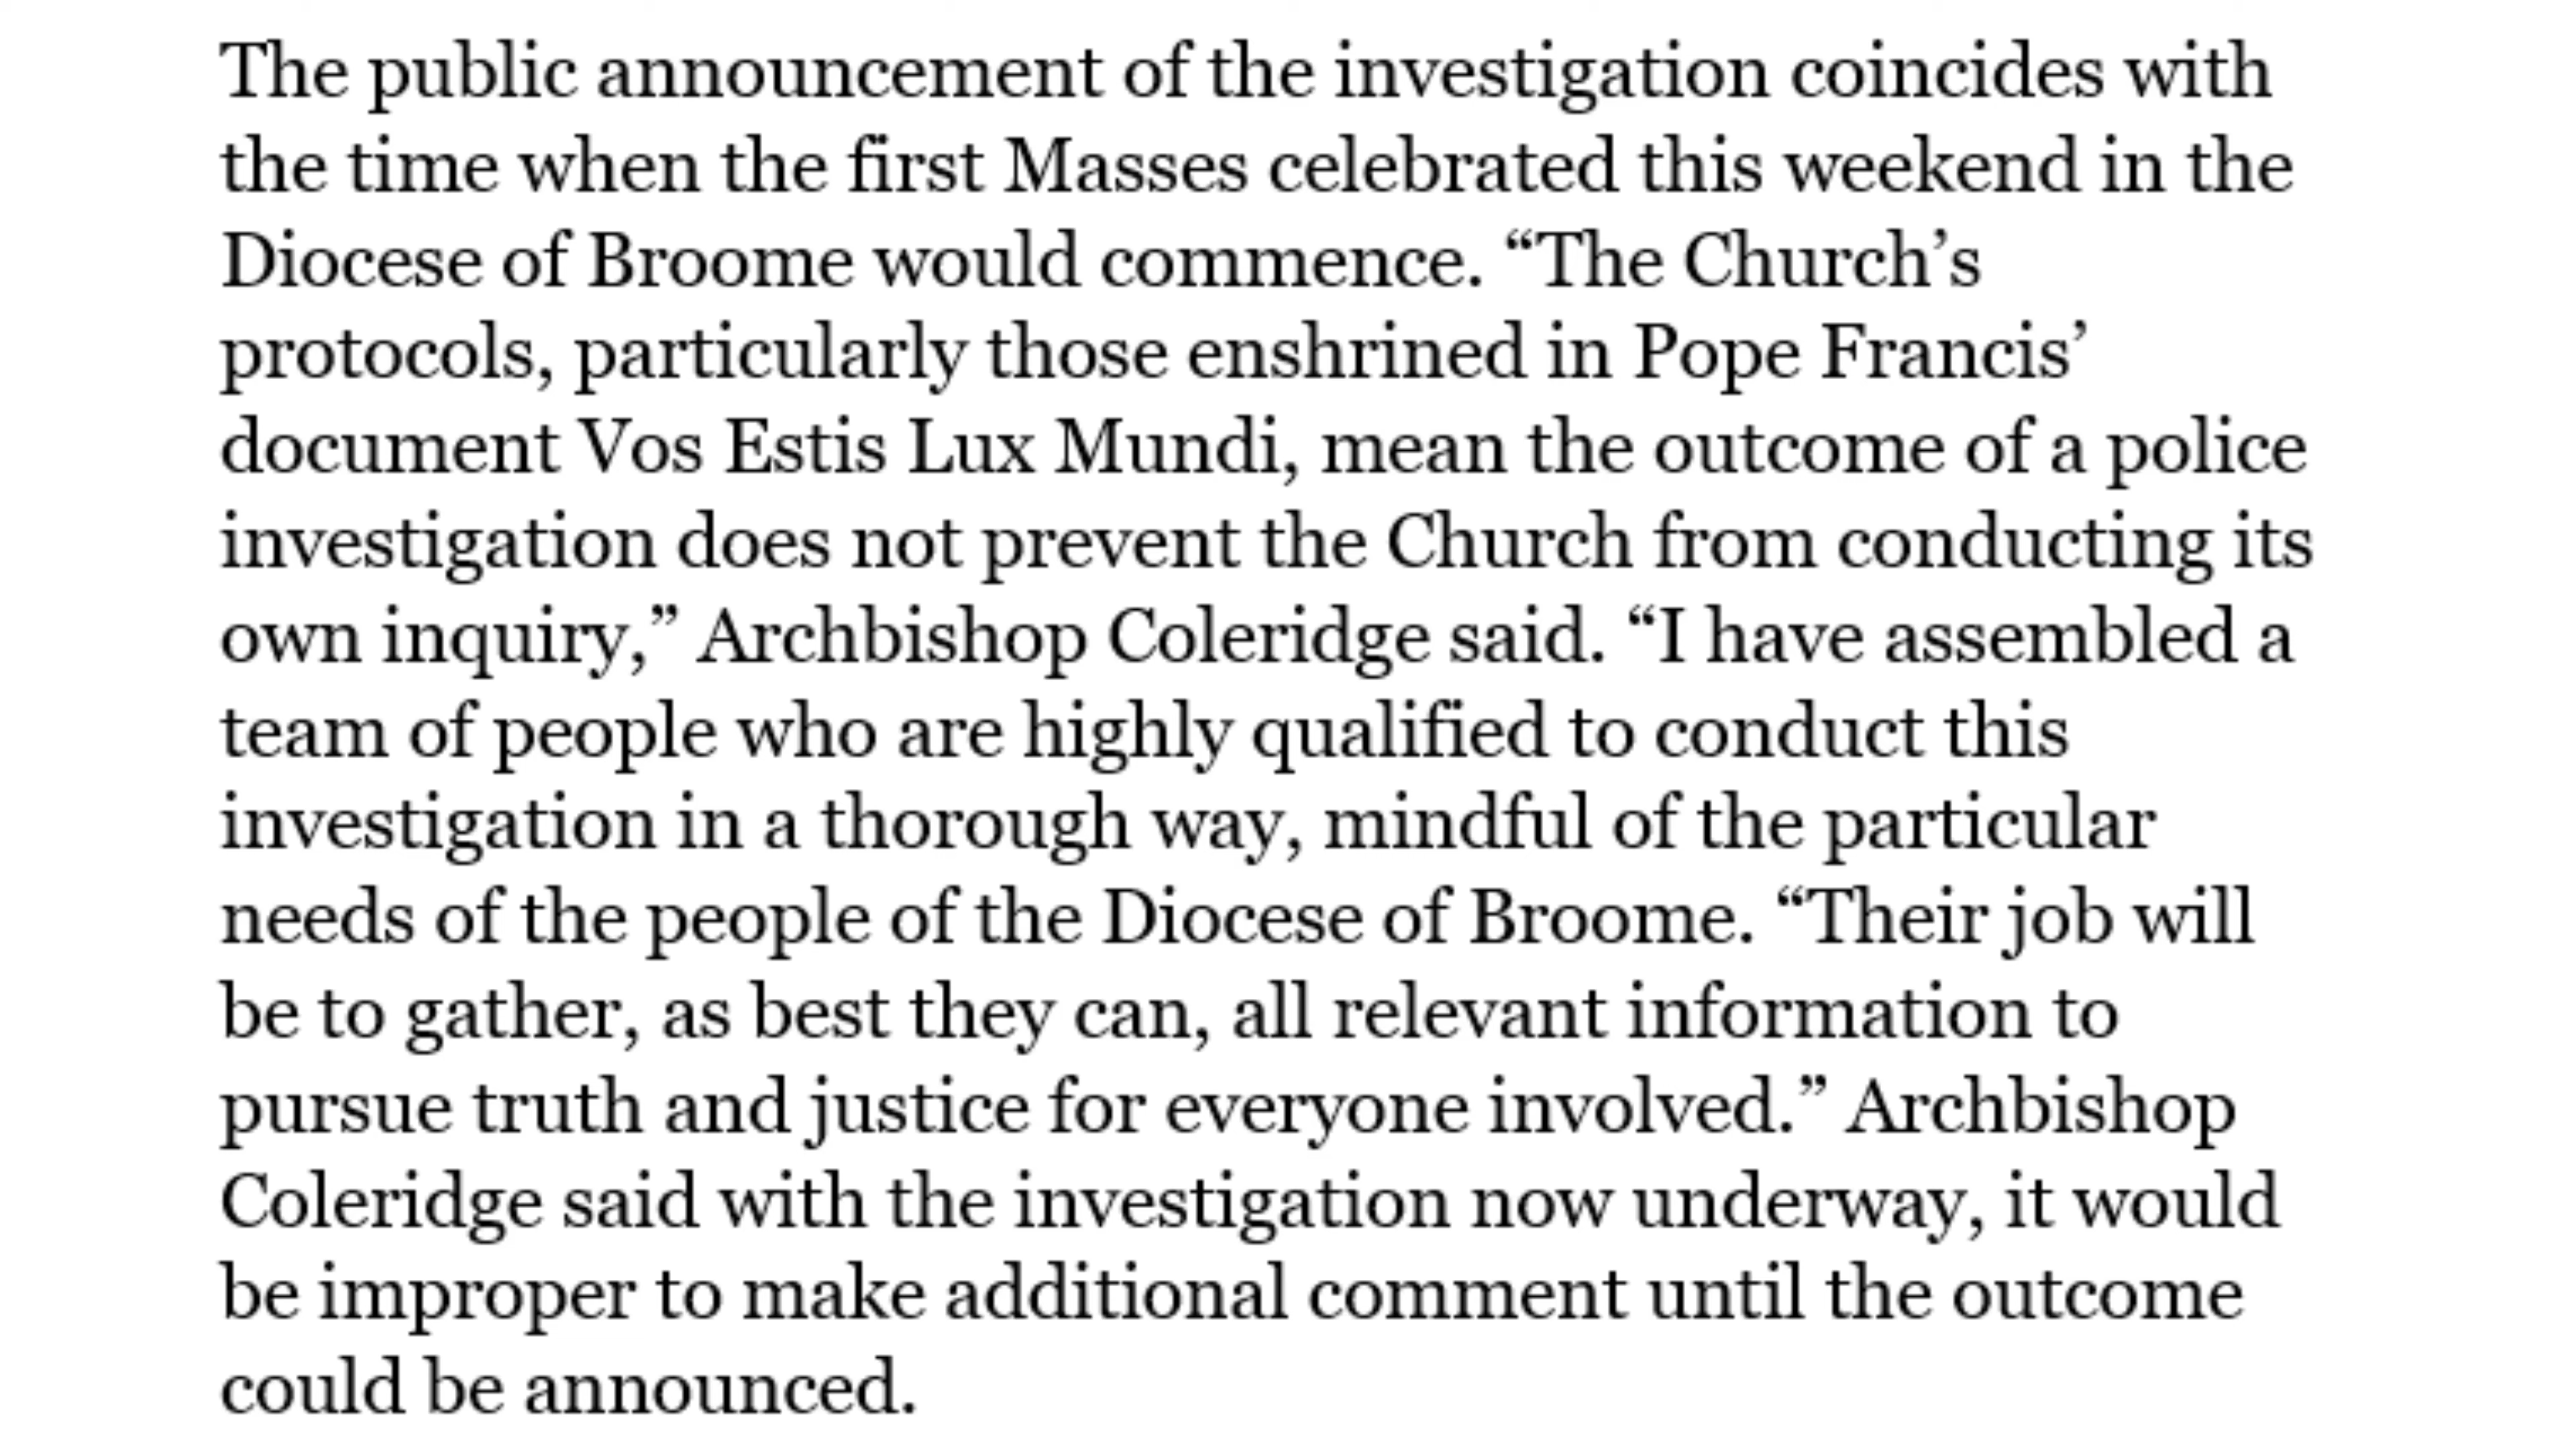 The public announcement of the investigation coincides with
the time when the first Masses celebrated this weekend in the
Diocese of Broome would commence. “The Church’s
protocols, particularly those enshrined in Pope Francis’
document Vos Estis Lux Mundi, mean the outcome of a police
investigation does not prevent the Church from conducting its
own inquiry,” Archbishop Coleridge said. “I have assembled a
team of people who are highly qualified to conduct this
investigation in a thorough way, mindful of the particular
needs of the people of the Diocese of Broome. “Their job will
be to gather, as best they can, all relevant information to
pursue truth and justice for everyone involved.” Archbishop
Coleridge said with the investigation now underway, it would
be improper to make additional comment until the outcome
could be announced.